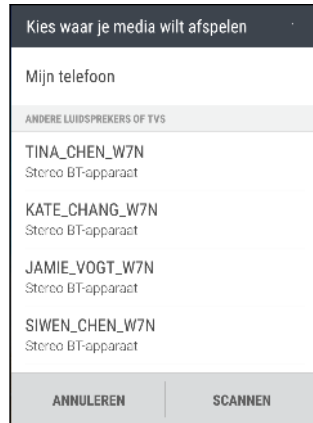 Kies waar je media wilt afspelen
Mijn telefoon
ANDERE LUIDSPREKERS OF TVS
TINA_CHEN_W7N
Stereo BT-apparaat
KATE_CHANG_W7N
Stereo BT-apparaat
JAMIE_VOGT_W7N
Stereo BT-apparaat
SIWEN_CHEN_W7N
Stereo BT-apparaat
ANNULEREN
SCANNEN